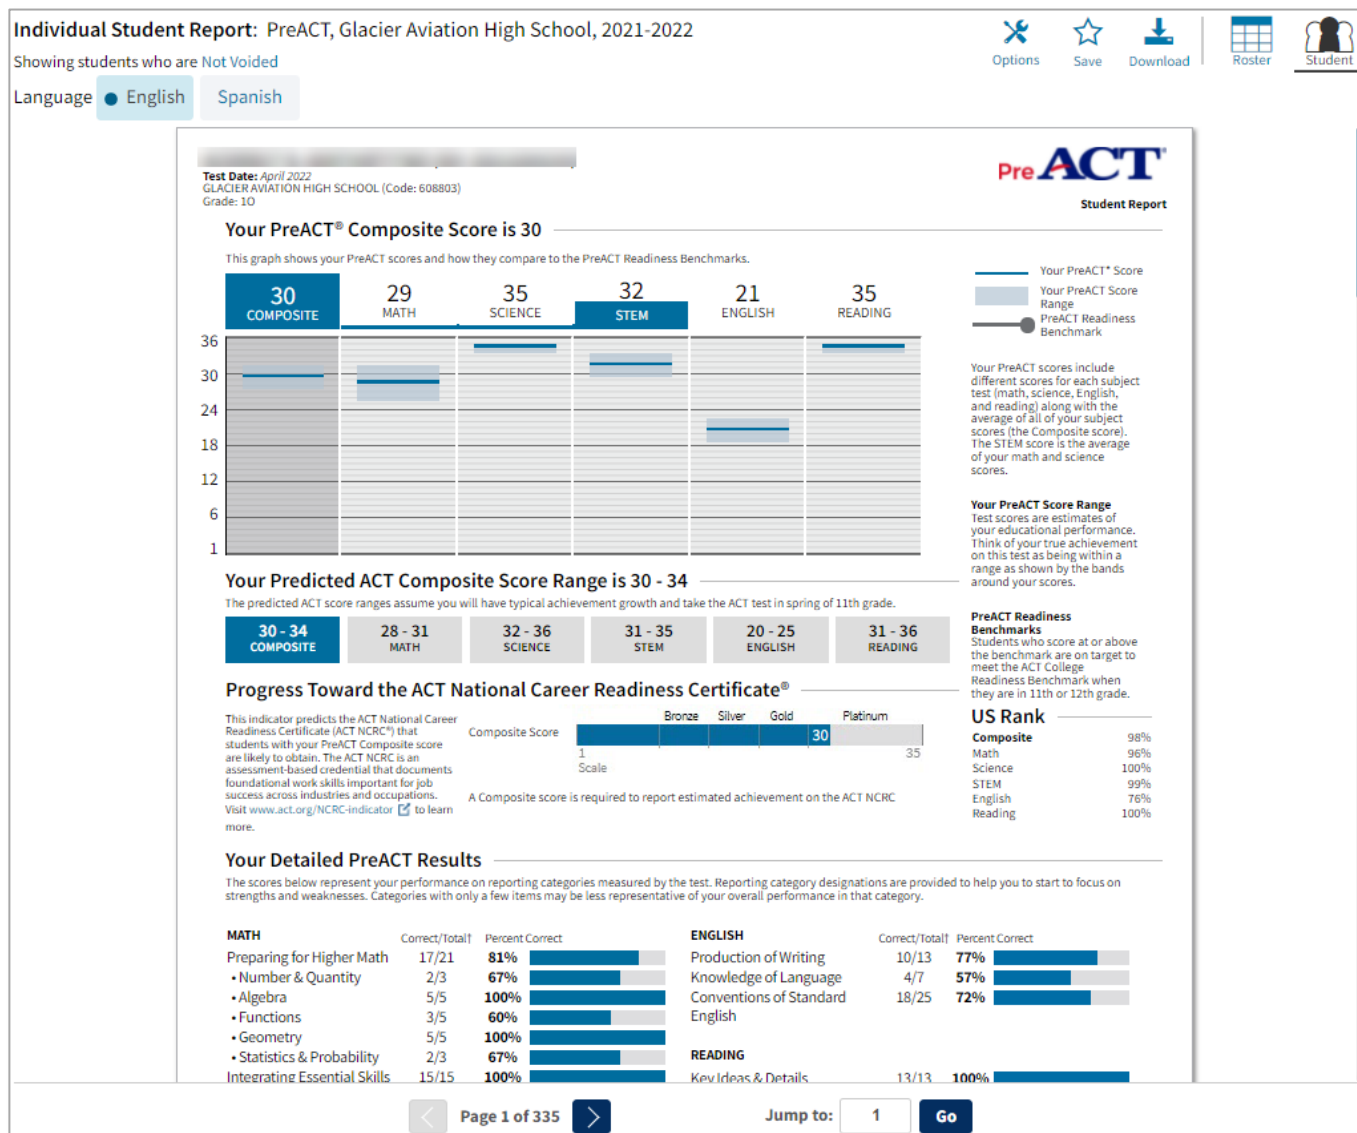 Individual Student Report: PreACT, Glacier Aviation High School, 2021-2022
Options Save Download Roster Student
Showing students who are Not Voided
Language English Spanish
Test Date: April 2022
GLACIER AVIATION HIGH SCHOOL (Code: 608803)
Grade: 10
PreACT®
Student Report
Your PreACT® Composite Score is 30
This graph shows your PreACT scores and how they compare to the PreACT Readiness Benchmarks.
30 29 35 32 21 35
COMPOSITE MATH SCIENCE STEM ENGLISH READING
36
30
24
18
12
6
1
Your PreACT* Score
Your PreACT Score
Range
PreACT Readiness
Benchmark
Your PreACT scores include
different scores for each subject
test (math, science, English,
and reading) along with the
average of all of your subject
scores (the Composite score).
The STEM score is the average
of your math and science
scores.
Your PreACT Score Range
Test scores are estimates of
your educational performance.
Think of your true achievement
on this test as being within a
range as shown by the bands
around your scores.
PreACT Readiness
Benchmarks
Students who score at or above
the benchmark are on target to
meet the ACT College
Readiness Benchmark when
they are in 11th or 12th grade.
Your Predicted ACT Composite Score Range is 30 - 34
The predicted ACT score ranges assume you will have typical achievement growth and take the ACT test in spring of 11th grade.
30 - 34 28 - 31 32 - 36 31 - 35 20 - 25 31 - 36
COMPOSITE MATH SCIENCE STEM ENGLISH READING
Progress Toward the ACT National Career Readiness Certificate®
This indicator predicts the ACT National Career
Readiness Certificate (ACT NCRC®) that
students with your PreACT Composite score
are likely to obtain. The ACT NCRC is an
assessment-based credential that documents
foundational work skills important for job
success across industries and occupations.
Visit www.act.org/NCRC-indicator to learn
more.
Bronze Silver Gold Platinum
Composite Score 30
1 35
Scale
A Composite score is required to report estimated achievement on the ACT NCRC
US Rank
Composite 98%
Math 96%
Science 100%
STEM 99%
English 76%
Reading 100%
Your Detailed PreACT Results
The scores below represent your performance on reporting categories measured by the test. Reporting category designations are provided to help you to start to focus on
strengths and weaknesses. Categories with only a few items may be less representative of your overall performance in that category.
MATH Correct/Total† Percent Correct
Preparing for Higher Math 17/21 81%
• Number & Quantity 2/3 67%
• Algebra 5/5 100%
• Functions 3/5 60%
• Geometry 5/5 100%
• Statistics & Probability 2/3 67%
Integrating Essential Skills 15/15 100%
ENGLISH Correct/Total† Percent Correct
Production of Writing 10/13 77%
Knowledge of Language 4/7 57%
Conventions of Standard 18/25 72%
English
READING
Key Ideas & Details 13/13 100%
Page 1 of 335 Jump to: 1 Go